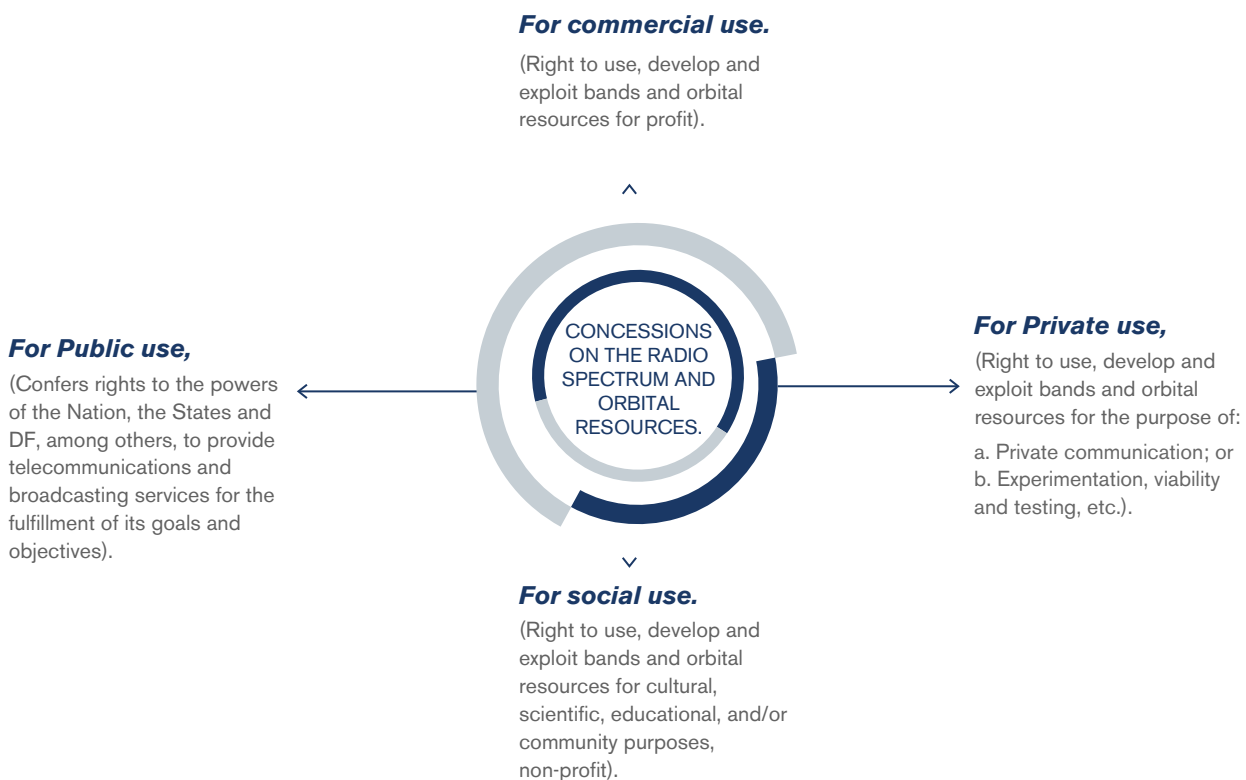 For commercial use.
(Right to use, develop and
exploit bands and orbital
resources for profit).
For Public use,
(Confers rights to the powers
of the Nation, the States and
DF, among others, to provide
telecommunications and
broadcasting services for the
fulfillment of its goals and
objectives).
CONCESSIONS
ON THE RADIO
SPECTRUM AND
ORBITAL
RESOURCES.
For Private use,
(Right to use, develop and
exploit bands and orbital
resources for the purpose of:
a. Private communication; or
b. Experimentation, viability
and testing, etc.).
For social use.
(Right to use, develop and
exploit bands and orbital
resources for cultural,
scientific, educational, and/or
community purposes,
non-profit).